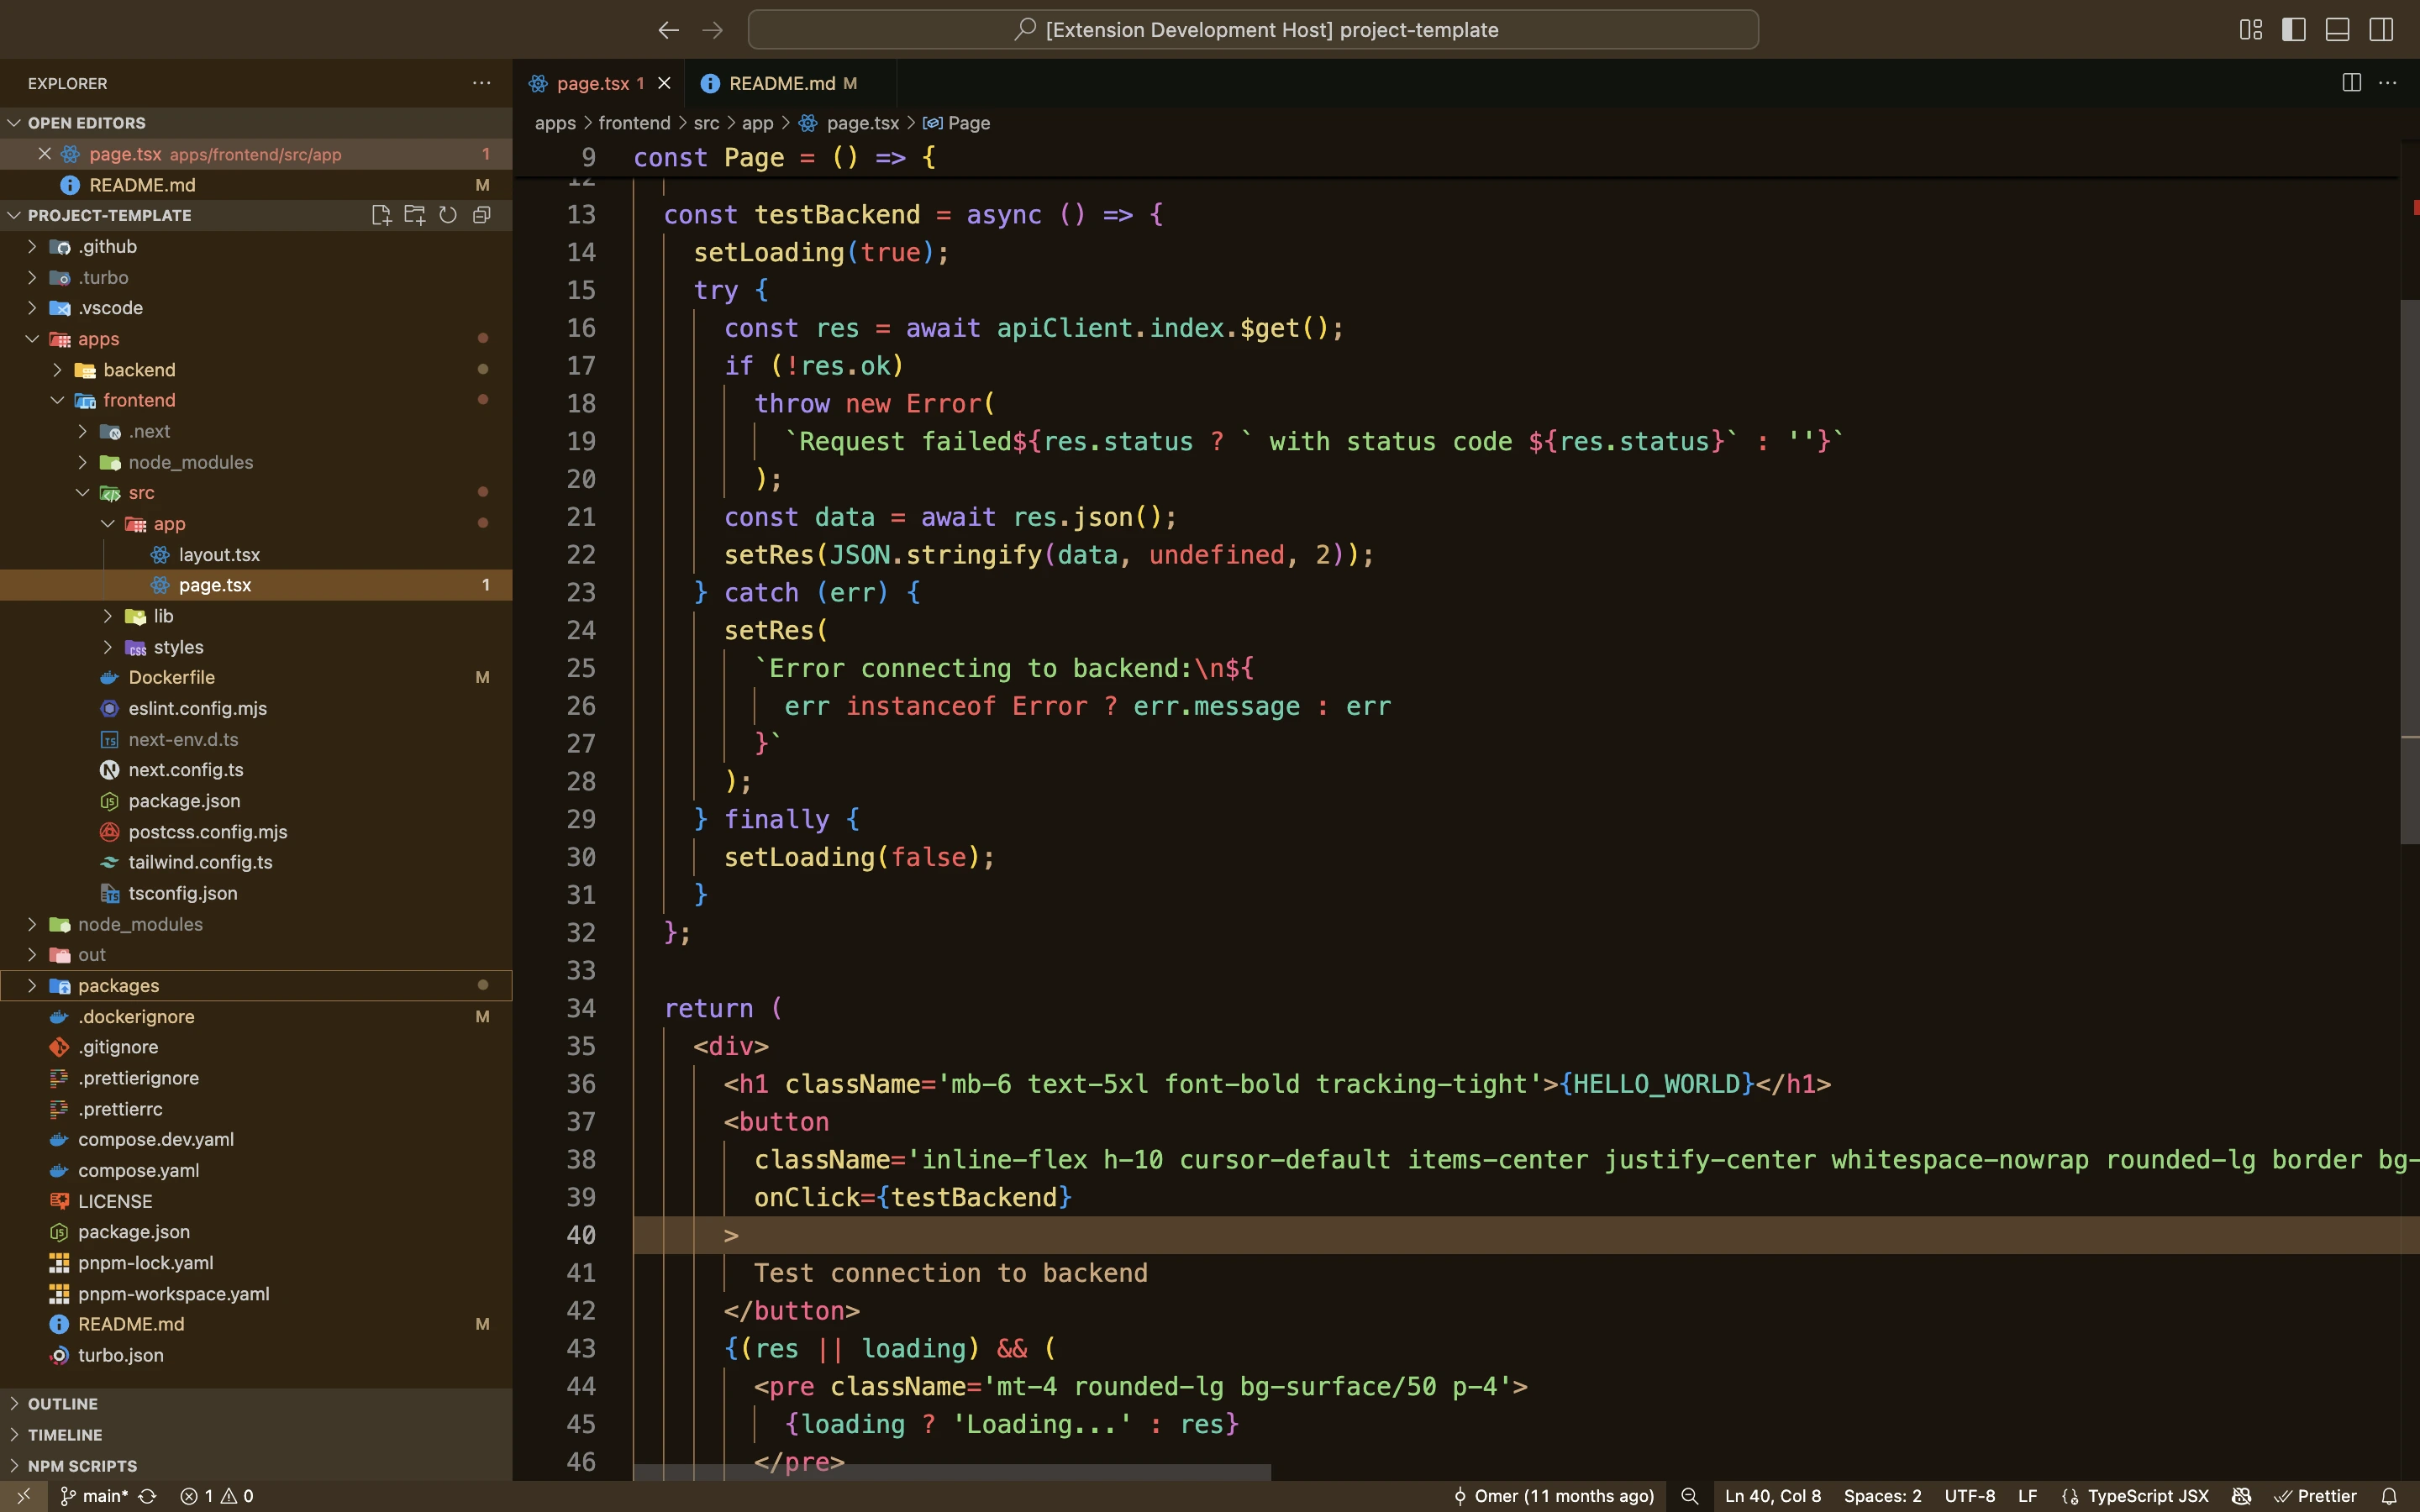 [Extension Development Host] project-template
EXPLORER
OPEN EDITORS
page.tsx apps/frontend/src/app 1
README.md M
PROJECT-TEMPLATE
.github
.turbo
.vscode
apps
backend
frontend
.next
node_modules
src
app
layout.tsx
page.tsx 1
lib
styles
Dockerfile M
eslint.config.mjs
next-env.d.ts
next.config.ts
package.json
postcss.config.mjs
tailwind.config.ts
tsconfig.json
node_modules
out
packages
.dockerignore M
.gitignore
.prettierignore
.prettierrc
compose.dev.yaml
compose.yaml
LICENSE
package.json
pnpm-lock.yaml
pnpm-workspace.yaml
README.md M
turbo.json
OUTLINE
TIMELINE
NPM SCRIPTS
page.tsx 1 README.md M
apps > frontend > src > app > page.tsx > Page
9 const Page = () => {
12
13 const testBackend = async () => {
14 setLoading(true);
15 try {
16 const res = await apiClient.index.$get();
17 if (!res.ok)
18 throw new Error(
19 `Request failed${res.status ? ` with status code ${res.status}` : ''}`
20 );
21 const data = await res.json();
22 setRes(JSON.stringify(data, undefined, 2));
23 } catch (err) {
24 setRes(
25 `Error connecting to backend:\n${
26 err instanceof Error ? err.message : err
27 }`
28 );
29 } finally {
30 setLoading(false);
31 }
32 };
33
34 return (
35 <div>
36 <h1 className='mb-6 text-5xl font-bold tracking-tight'>{HELLO_WORLD}</h1>
37 <button
38 className='inline-flex h-10 cursor-default items-center justify-center whitespace-nowrap rounded-lg border bg-
39 onClick={testBackend}
40 >
41 Test connection to backend
42 </button>
43 {(res || loading) && (
44 <pre className='mt-4 rounded-lg bg-surface/50 p-4'>
45 {loading ? 'Loading...' : res}
46 </pre>
main* 1 0 Omer (11 months ago) Ln 40, Col 8 Spaces: 2 UTF-8 LF TypeScript JSX Prettier